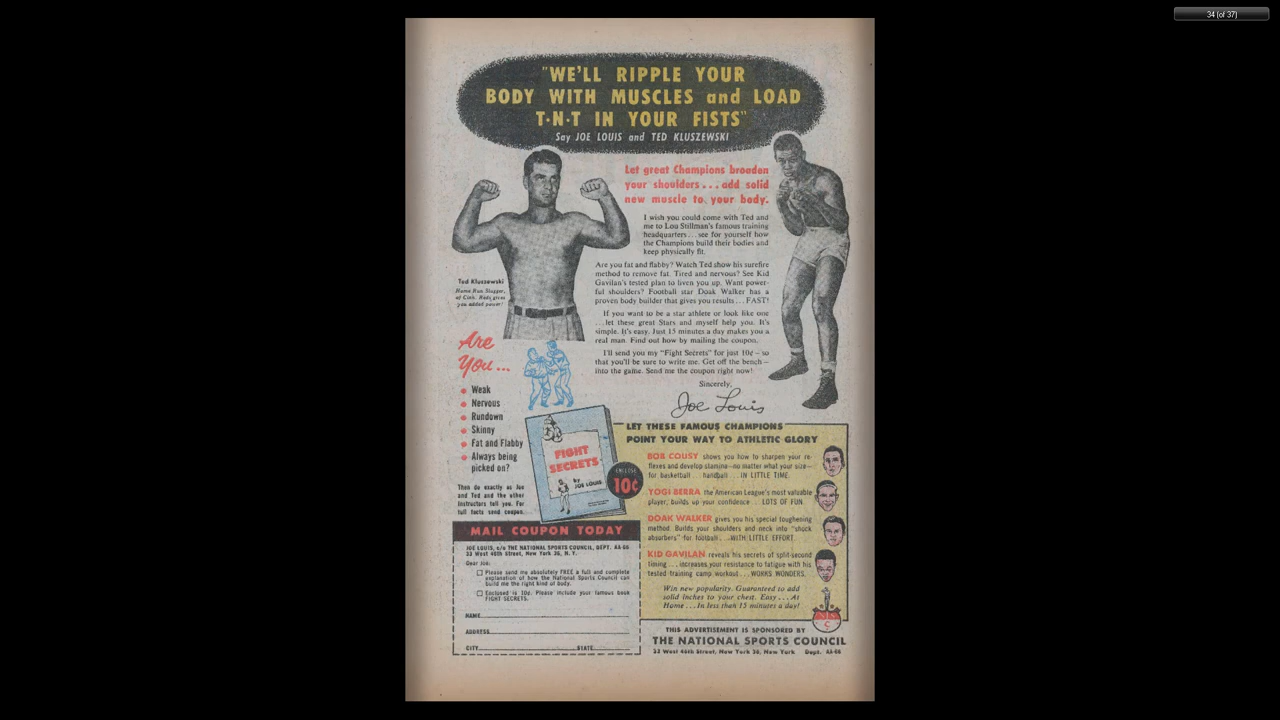 34 (of 37)
"WE'LL RIPPLE YOUR
BODY WITH MUSCLES and LOAD
T·N·T IN YOUR FISTS"
Say JOE LOUIS and TED KLUSZEWSKI
Let great Champions broaden
your shoulders...add solid
new muscle to your body.
I wish you could come with Ted and
me to Lou Stillman's famous training
headquarters...see for yourself how
the Champions build their bodies and
keep physically fit.
Are you fat and flabby? Watch Ted show his surefire
method to remove fat. Tired and nervous? See Kid
Gavilan's tested plan to liven you up. Want power-
ful shoulders? Football star Doak Walker has a
proven body builder that gives you results...FAST!
If you want to be a star athlete or look like one
...let these great Stars and myself help you. It's
simple. It's easy. Just 15 minutes a day makes you a
real man. Find out how by mailing the coupon.
I'll send you my "Fight Secrets" for just 10¢—so
that you'll be sure to write me. Get off the bench—
into the game. Send me the coupon right now!
Sincerely,
Joe Louis
Ted Kluszewski
Home Run Slugger,
of Cinn. Reds gives
you added power!
Are
You...
Weak
Nervous
Rundown
Skinny
Fat and Flabby
Always being
picked on?
Then do exactly as Joe
and Ted and the other
instructors tell you. For
full facts send coupon.
FIGHT
SECRETS
by
JOE LOUIS
ENCLOSE
10¢
MAIL COUPON TODAY
JOE LOUIS, c/o THE NATIONAL SPORTS COUNCIL, DEPT. AA-66
33 West 46th Street, New York 36, N. Y.
Dear Joe:
Please send me absolutely FREE a full and complete
explanation of how the National Sports Council can
build me the right kind of body.
Enclosed is 10¢. Please include your famous book
FIGHT SECRETS.
NAME
ADDRESS
CITY STATE
LET THESE FAMOUS CHAMPIONS
POINT YOUR WAY TO ATHLETIC GLORY
BOB COUSY shows you how to sharpen your re-
flexes and develop stamina—no matter what your size—
for basketball...handball...IN LITTLE TIME.
YOGI BERRA the American League's most valuable
player, builds up your confidence...LOTS OF FUN.
DOAK WALKER gives you his special toughening
method. Builds your shoulders and neck into "shock
absorbers" for football...WITH LITTLE EFFORT.
KID GAVILAN reveals his secrets of split-second
timing...increases your resistance to fatigue with his
tested training camp workout...WORKS WONDERS.
Win new popularity. Guaranteed to add
solid inches to your chest. Easy...At
Home...In less than 15 minutes a day!
THIS ADVERTISEMENT IS SPONSORED BY
THE NATIONAL SPORTS COUNCIL
33 West 46th Street, New York 36, New York Dept. AA-66